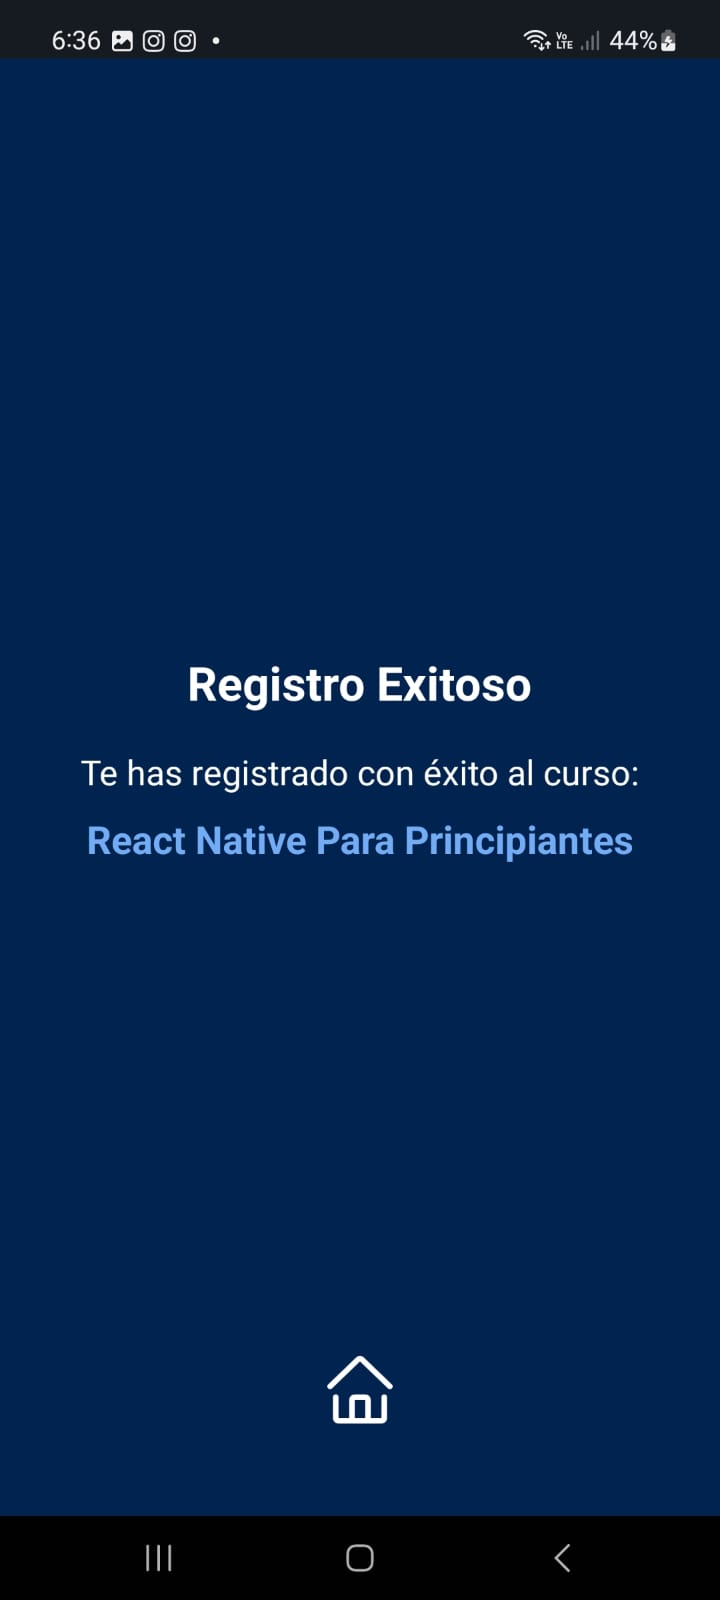 6:36
Vo
LTE
44%
Registro Exitoso
Te has registrado con éxito al curso:
React Native Para Principiantes